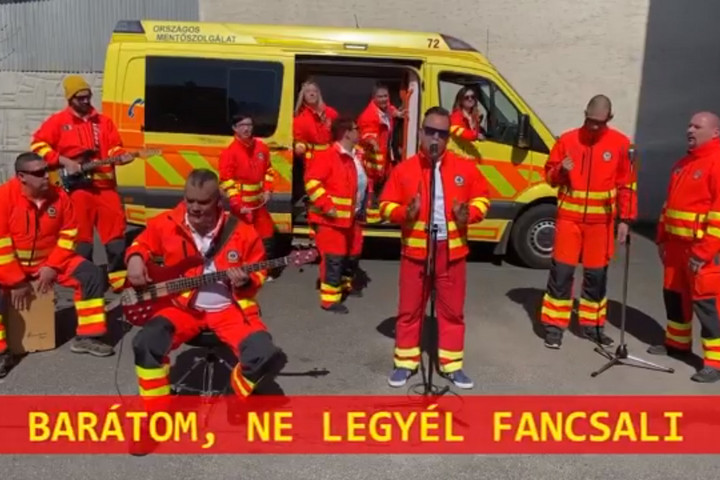 ORSZÁGOS
MENTŐSZOLGÁLAT
72
BARÁTOM, NE LEGYÉL FANCSALI